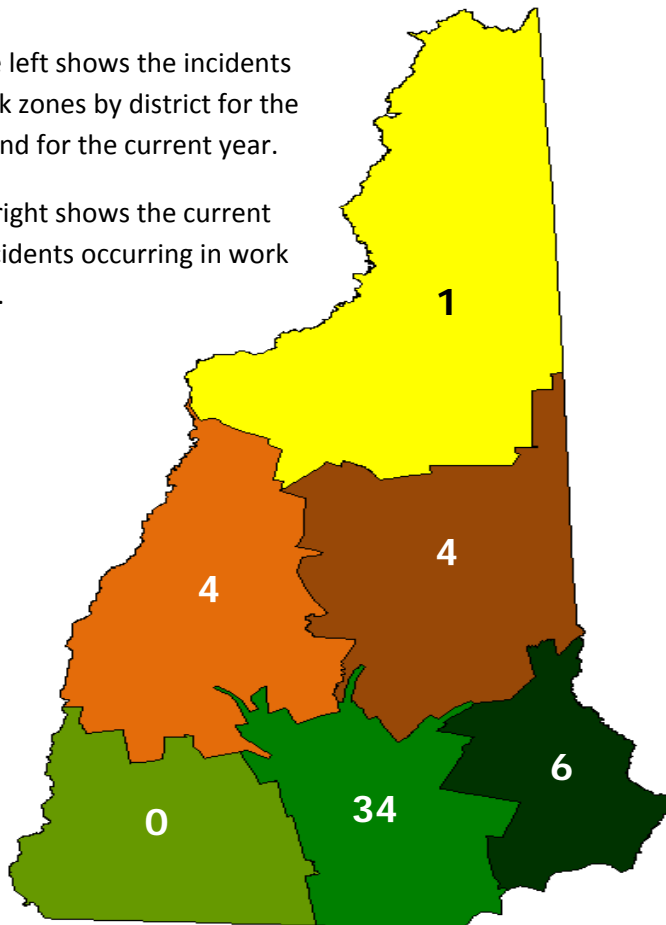 e left shows the incidents
k zones by district for the
nd for the current year.
right shows the current
cidents occurring in work
.
1
4
4
6
34
0